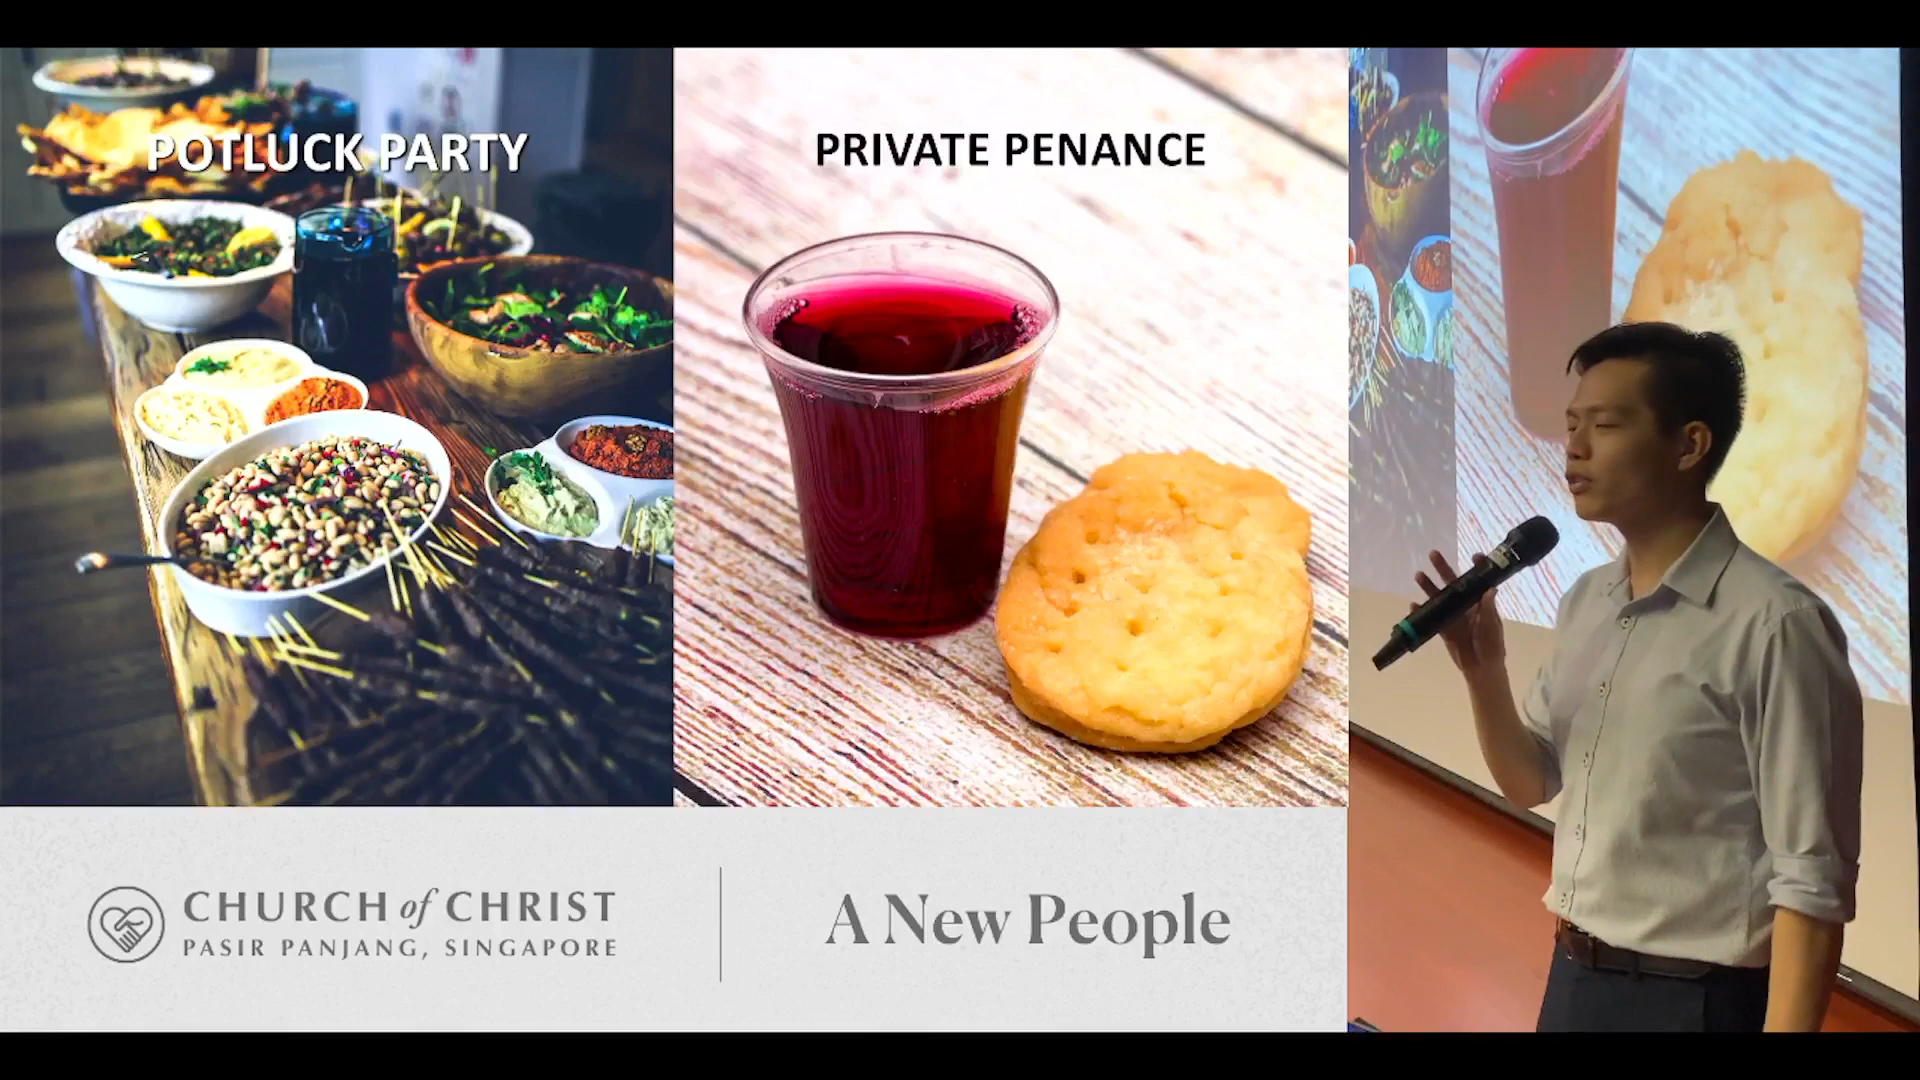 POTLUCK PARTY
PRIVATE PENANCE
CHURCH of CHRIST
PASIR PANJANG, SINGAPORE
A New People